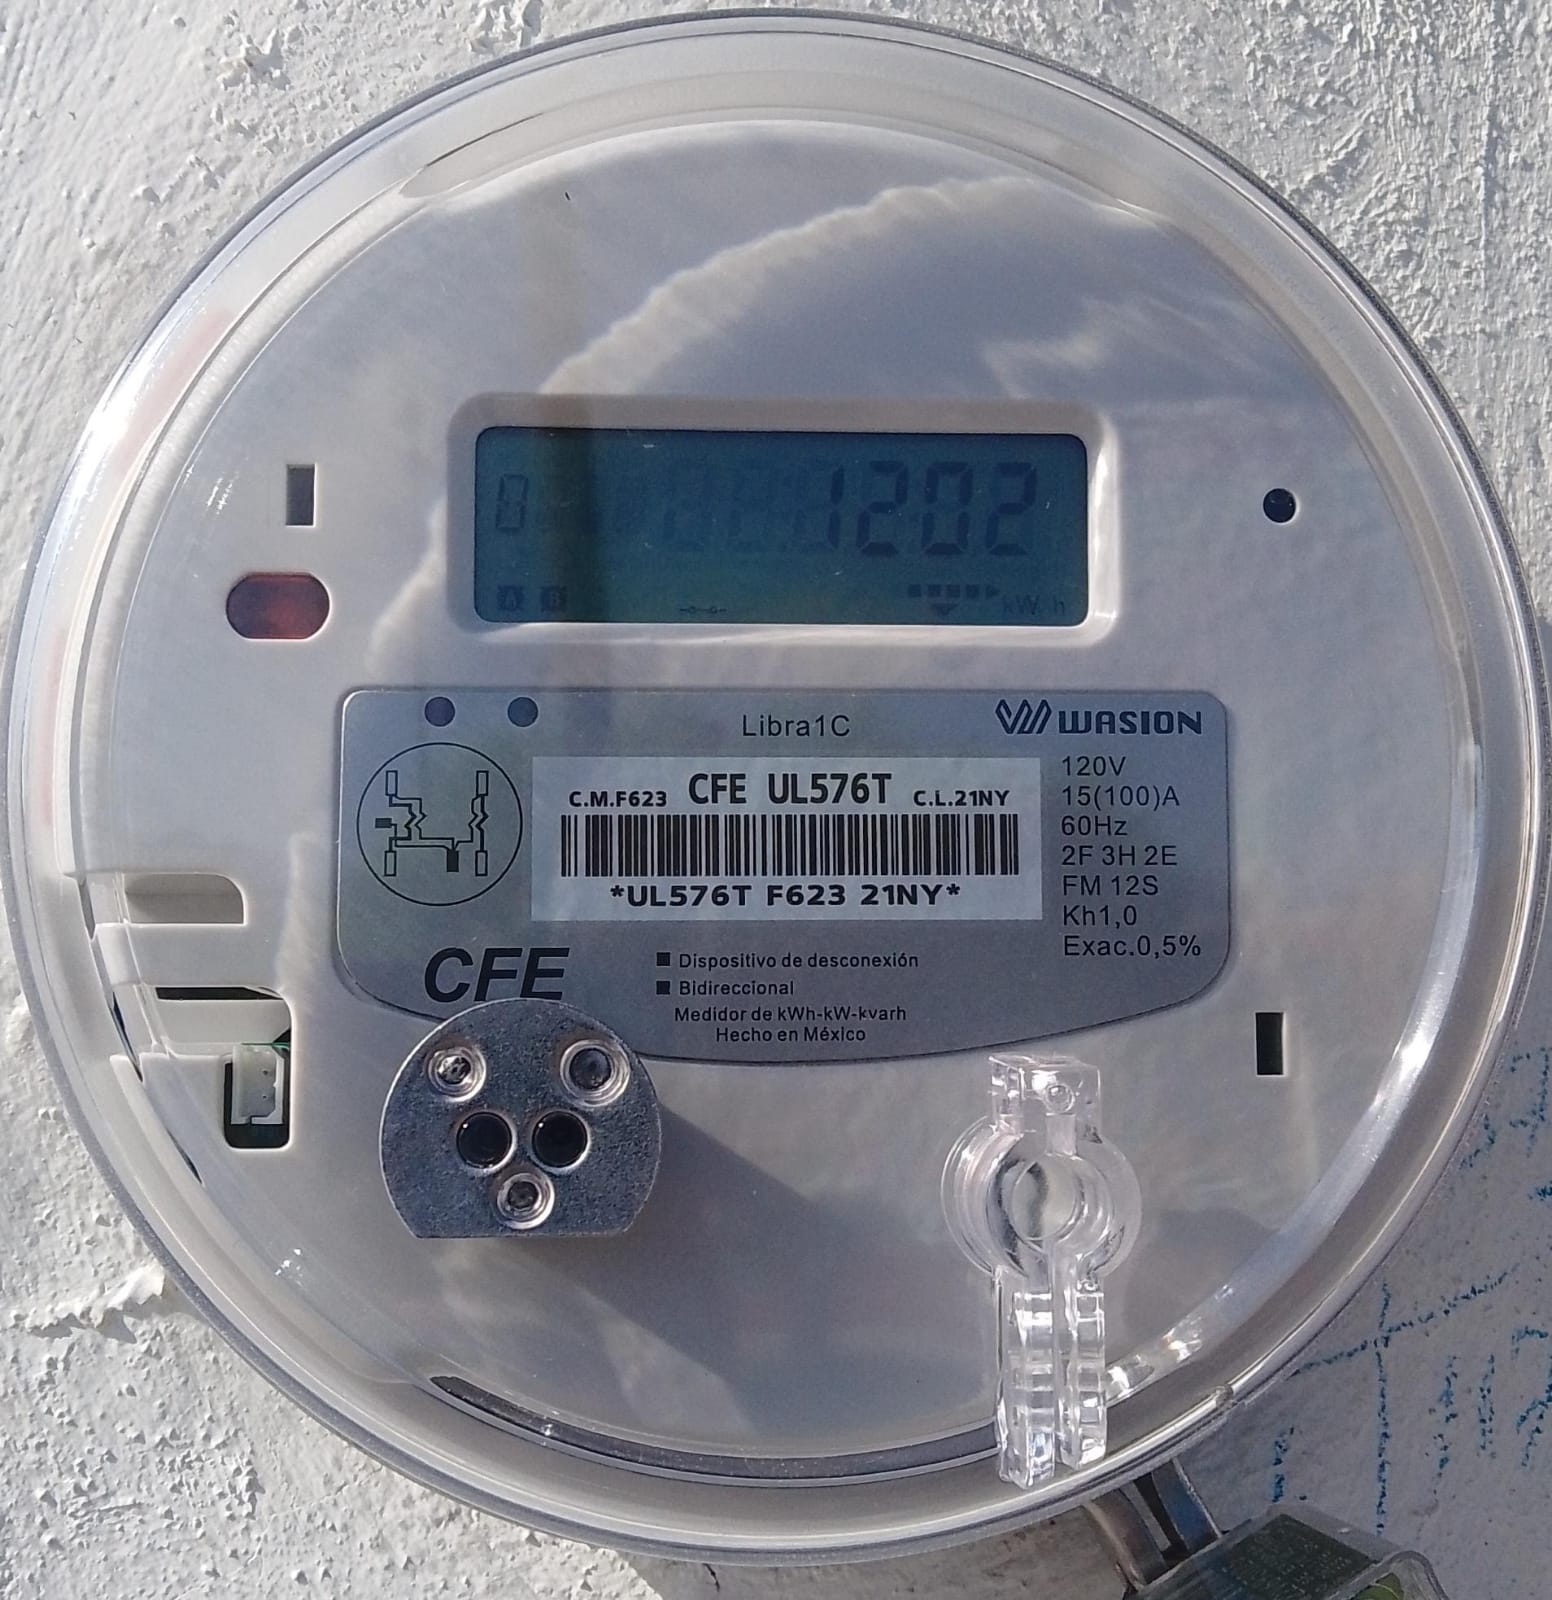 0 1202
A B kWh
Libra1C
WASION
C.M.F623 CFE UL576T C.L.21NY
*UL576T F623 21NY*
120V
15(100)A
60Hz
2F 3H 2E
FM 12S
Kh1,0
Exac.0,5%
CFE
Dispositivo de desconexión
Bidireccional
Medidor de kWh-kW-kvarh
Hecho en México